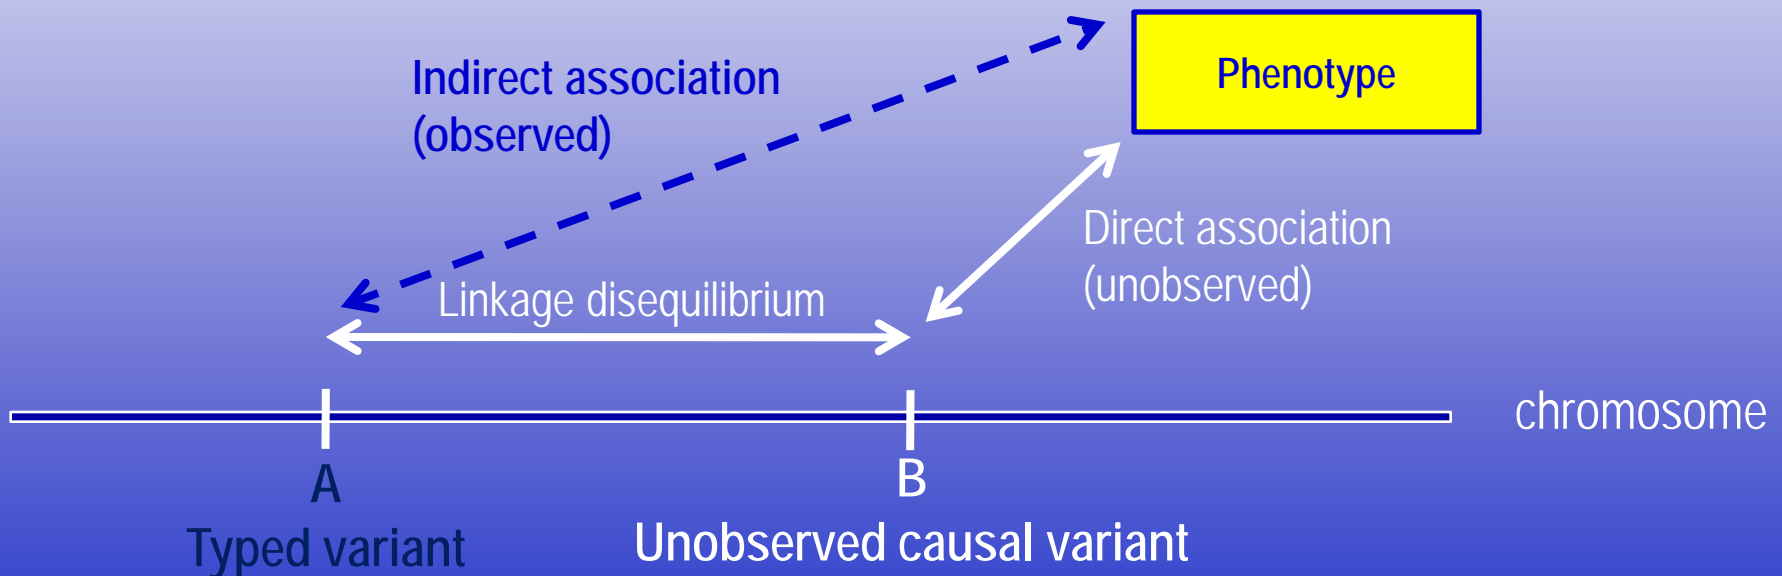 Indirect association
(observed)
Phenotype
Direct association
(unobserved)
Linkage disequilibrium
chromosome
A
B
Typed variant
Unobserved causal variant